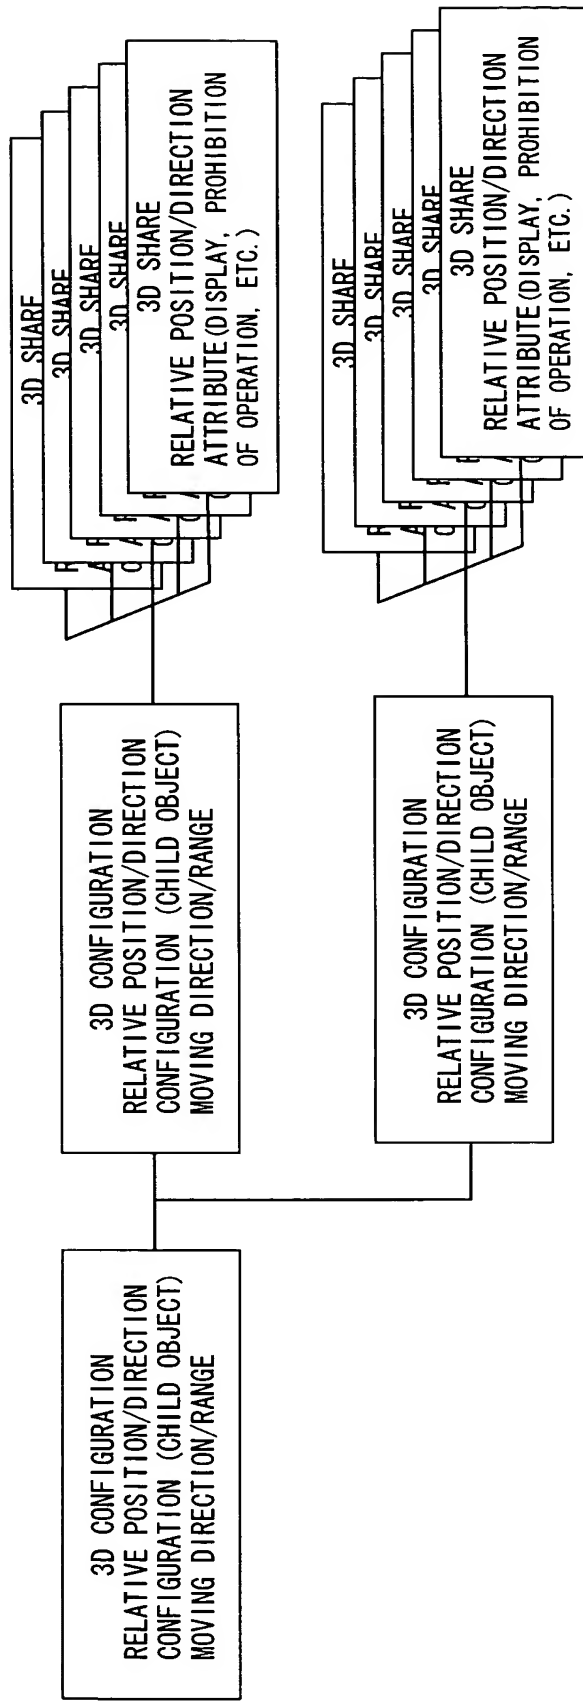 3D CONFIGURATION
RELATIVE POSITION/DIRECTION
CONFIGURATION (CHILD OBJECT)
MOVING DIRECTION/RANGE
3D CONFIGURATION
RELATIVE POSITION/DIRECTION
CONFIGURATION (CHILD OBJECT)
MOVING DIRECTION/RANGE
3D SHARE
3D SHARE
3D SHARE
3D SHARE
3D SHARE
RELATIVE POSITION/DIRECTION
ATTRIBUTE(DISPLAY, PROHIBITION
OF OPERATION, ETC.)
3D CONFIGURATION
RELATIVE POSITION/DIRECTION
CONFIGURATION (CHILD OBJECT)
MOVING DIRECTION/RANGE
3D SHARE
3D SHARE
3D SHARE
3D SHARE
3D SHARE
RELATIVE POSITION/DIRECTION
ATTRIBUTE(DISPLAY, PROHIBITION
OF OPERATION, ETC.)